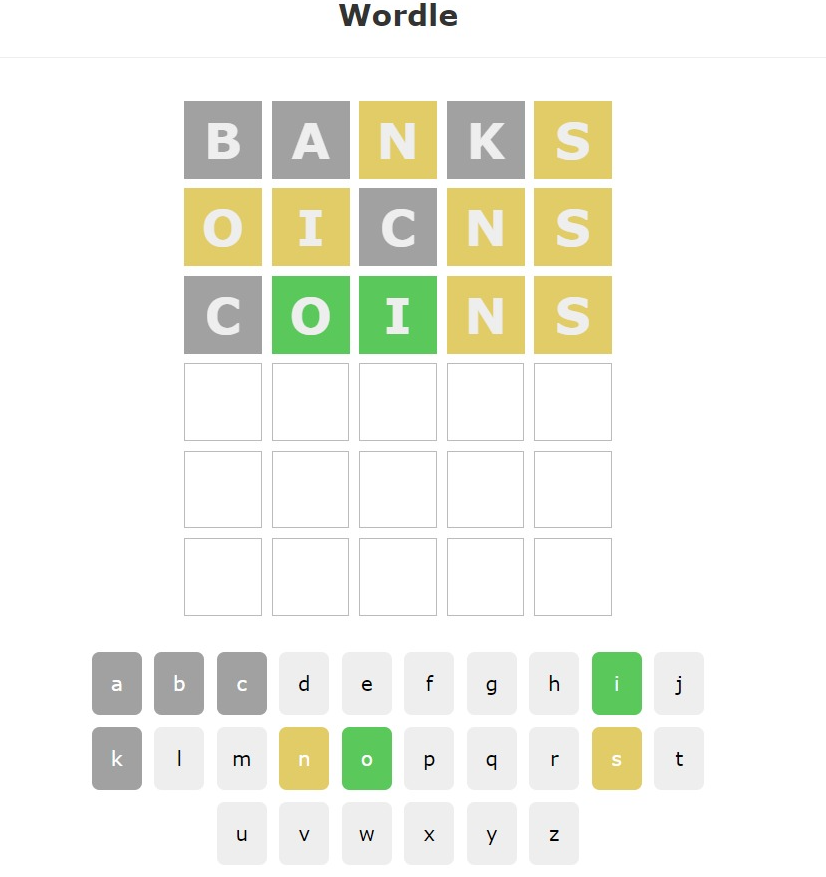 Wordle
B A N K S
O I C N S
C O I N S
a b c d e f g h i j
k l m n o p q r s t
u v w x y z